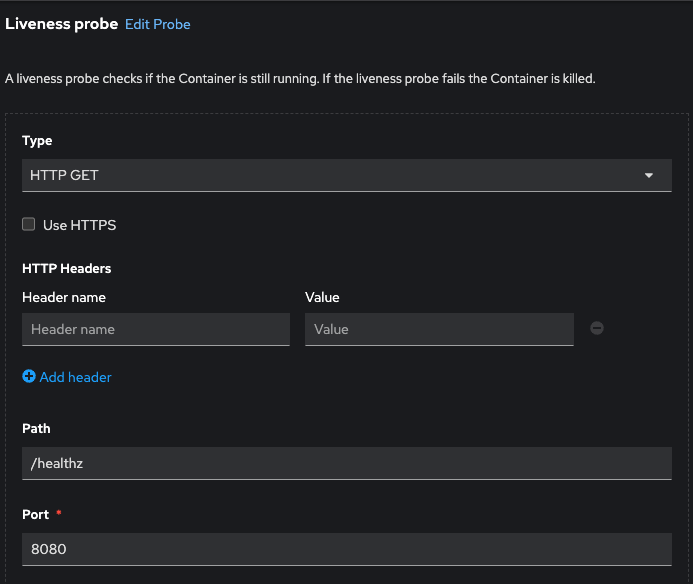 Liveness probe Edit Probe
A liveness probe checks if the Container is still running. If the liveness probe fails the Container is killed.
Type
HTTP GET
Use HTTPS
HTTP Headers
Header name Value
Header name Value
Add header
Path
/healthz
Port *
8080